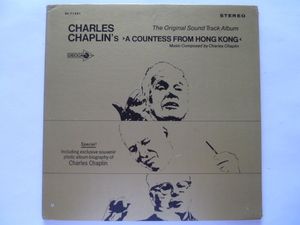 STEREO
CHARLES
CHAPLIN's
The Original Sound Track Album
›A COUNTESS FROM HONG KONG‹
Music Composed by Charles Chaplin
DECCA
Special!
Including exclusive souvenir
photo album biography of
Charles Chaplin